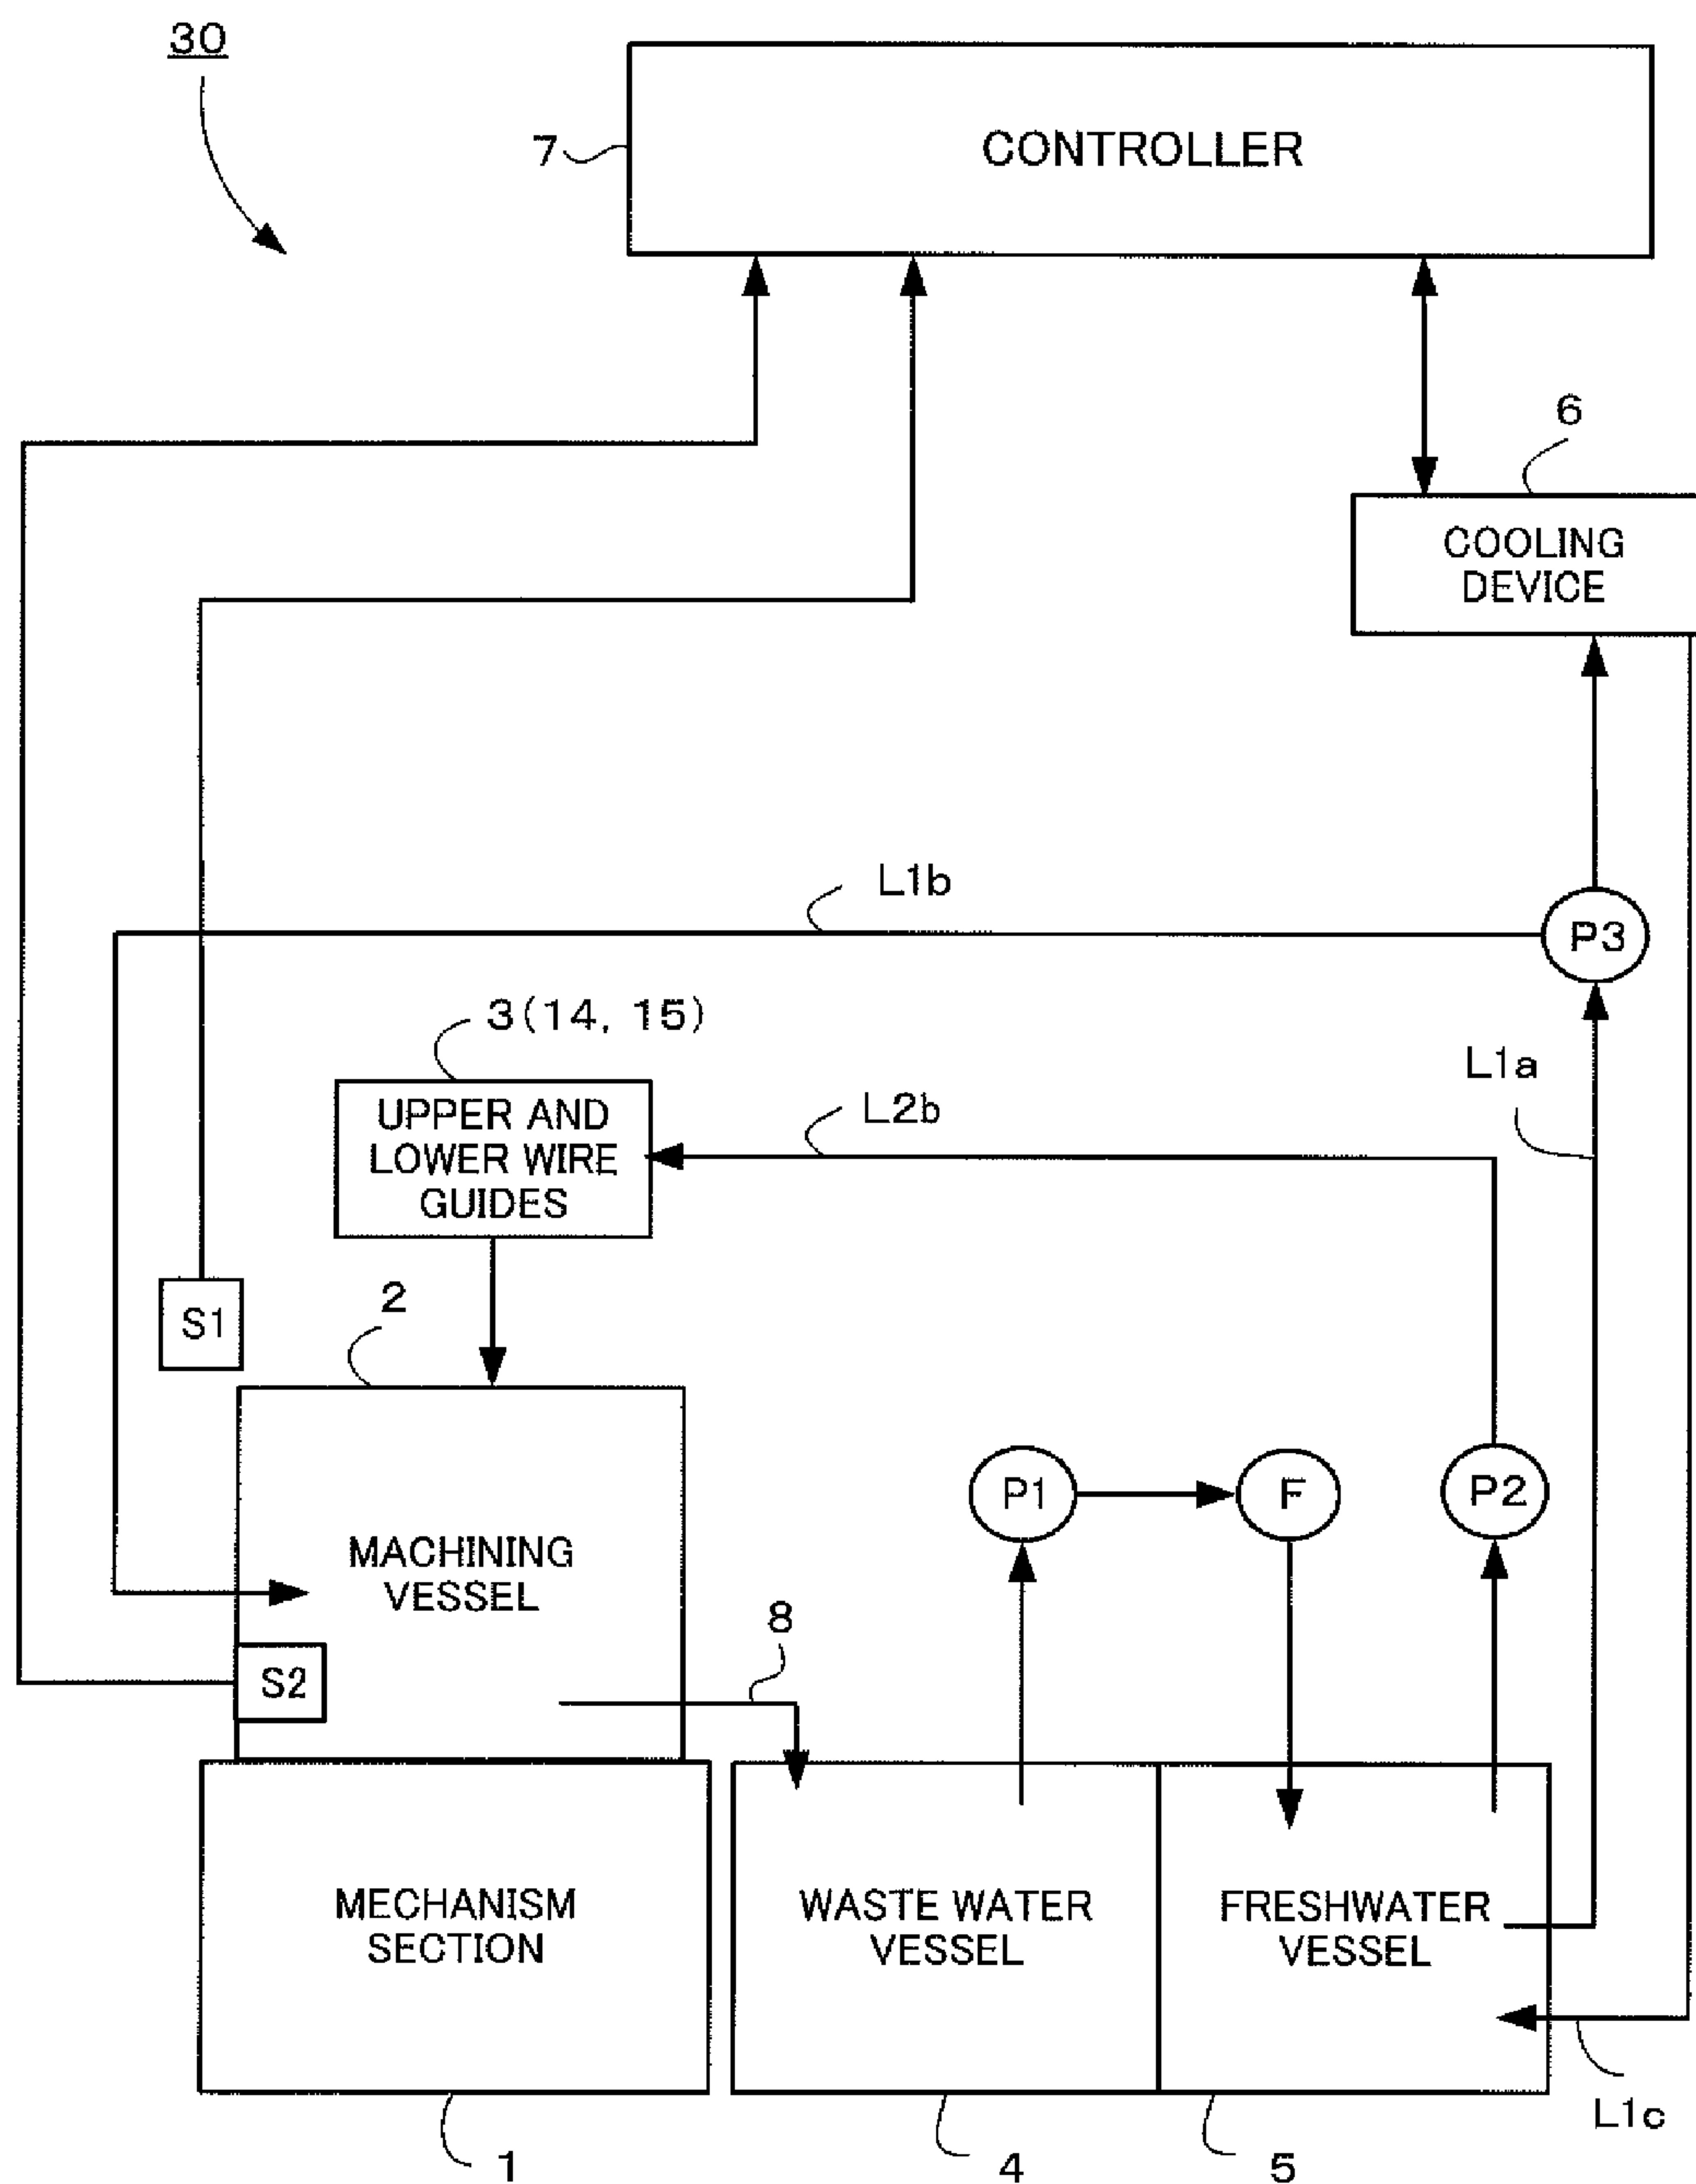 30
7
CONTROLLER
6
COOLING
DEVICE
L1b
P3
3(14, 15)
L1a
UPPER AND
LOWER WIRE
GUIDES
L2b
S1
2
P1
F
P2
MACHINING
VESSEL
8
S2
MECHANISM
SECTION
WASTE WATER
VESSEL
FRESHWATER
VESSEL
L1c
1
4
5